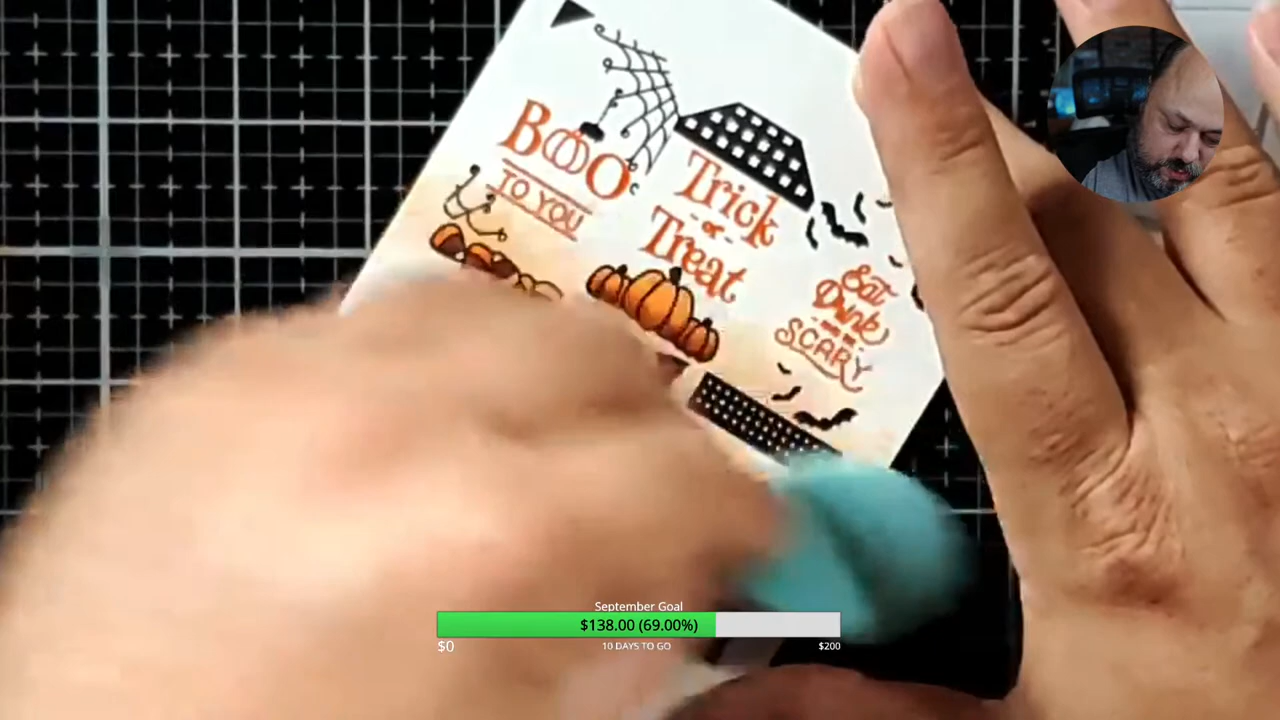 BOOO
TO YOU
Trick
-or-
Treat
Eat
Drink
SCARY
September Goal
$138.00 (69.00%)
$0
10 DAYS TO GO
$200